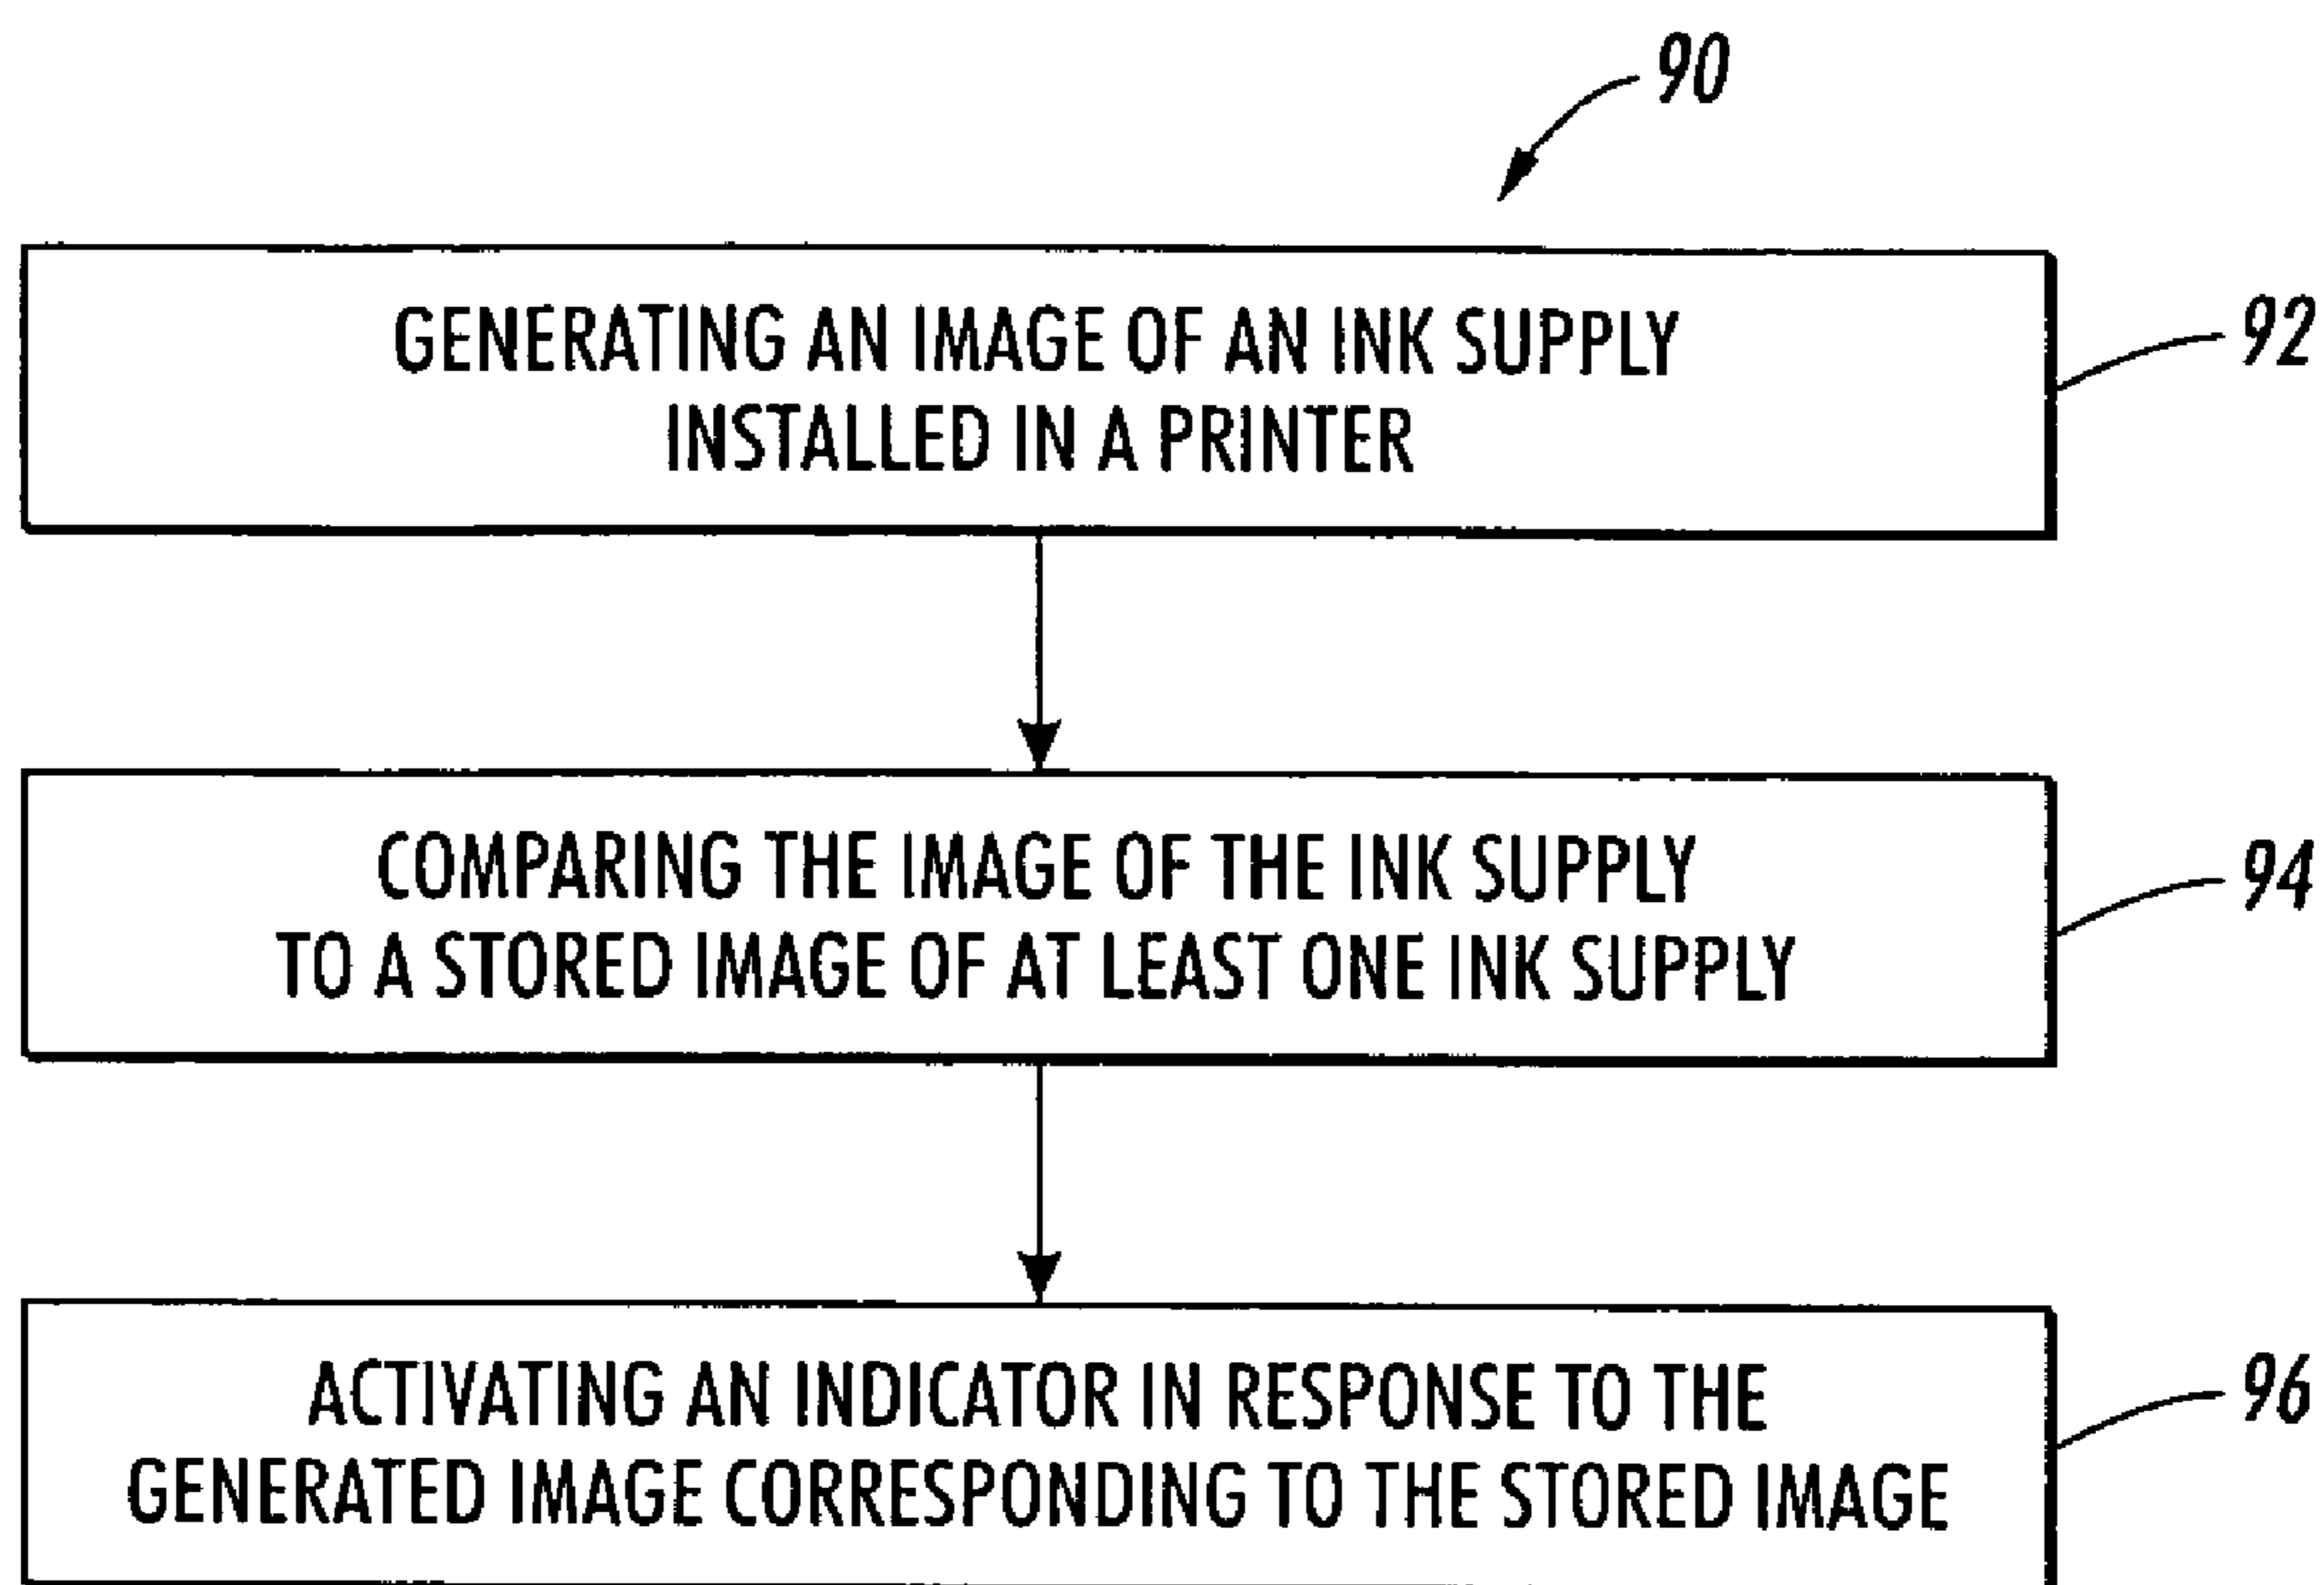 90
GENERATING AN IMAGE OF AN INK SUPPLY
INSTALLED IN A PRINTER
92
COMPARING THE IMAGE OF THE INK SUPPLY
TO A STORED IMAGE OF AT LEAST ONE INK SUPPLY
94
ACTIVATING AN INDICATOR IN RESPONSE TO THE
GENERATED IMAGE CORRESPONDING TO THE STORED IMAGE
96